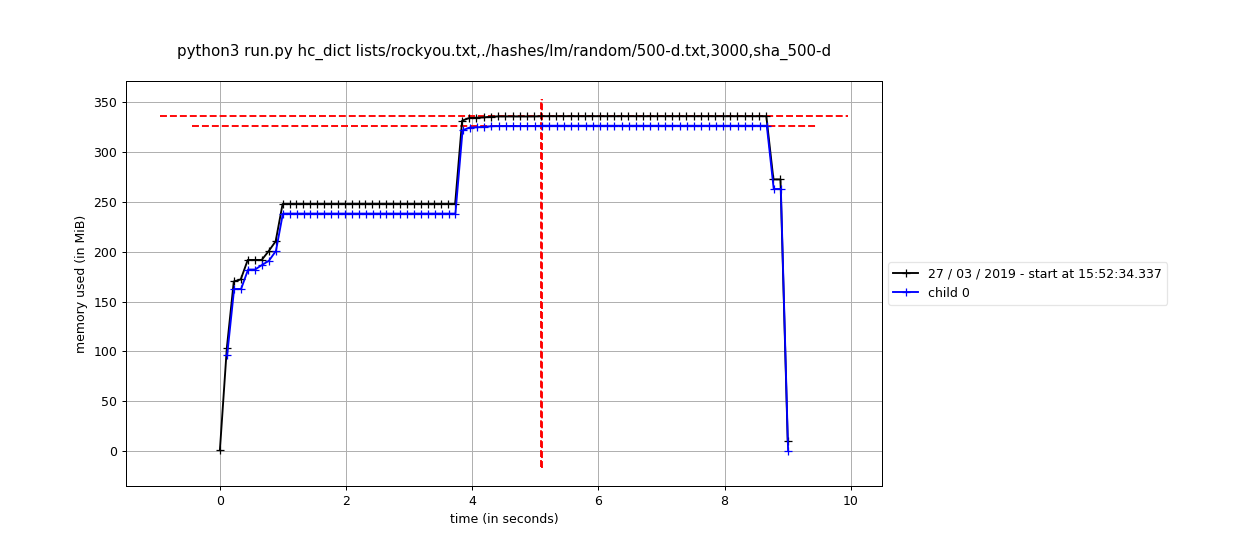 python3 run.py hc_dict lists/rockyou.txt,./hashes/lm/random/500-d.txt,3000,sha_500-d
350
300
250
200
150
100
50
0
memory used (in MiB)
0 2 4 6 8 10
time (in seconds)
27 / 03 / 2019 - start at 15:52:34.337
child 0